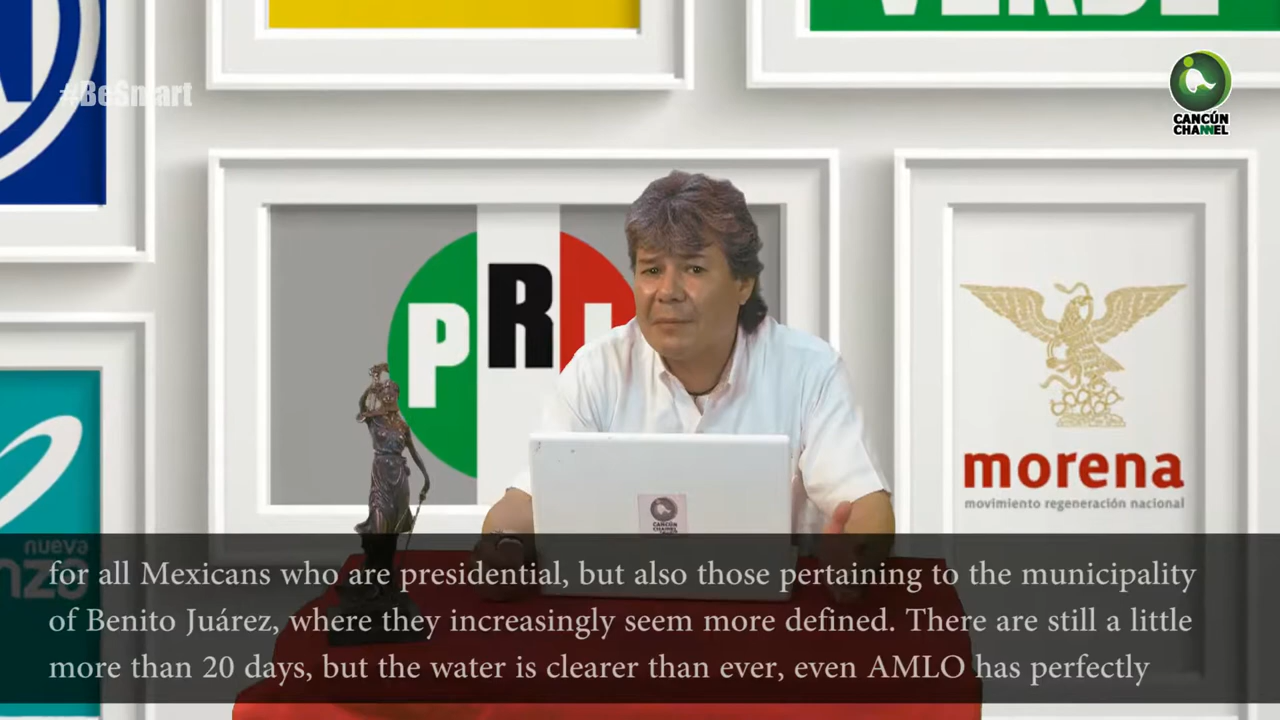 VERDE
#BeSmart
CANCÚN
CHANNEL
PRI
morena
movimiento regeneración nacional
CANCÚN
CHANNEL
nueva
for all Mexicans who are presidential, but also those pertaining to the municipality
of Benito Juárez, where they increasingly seem more defined. There are still a little
more than 20 days, but the water is clearer than ever, even AMLO has perfectly